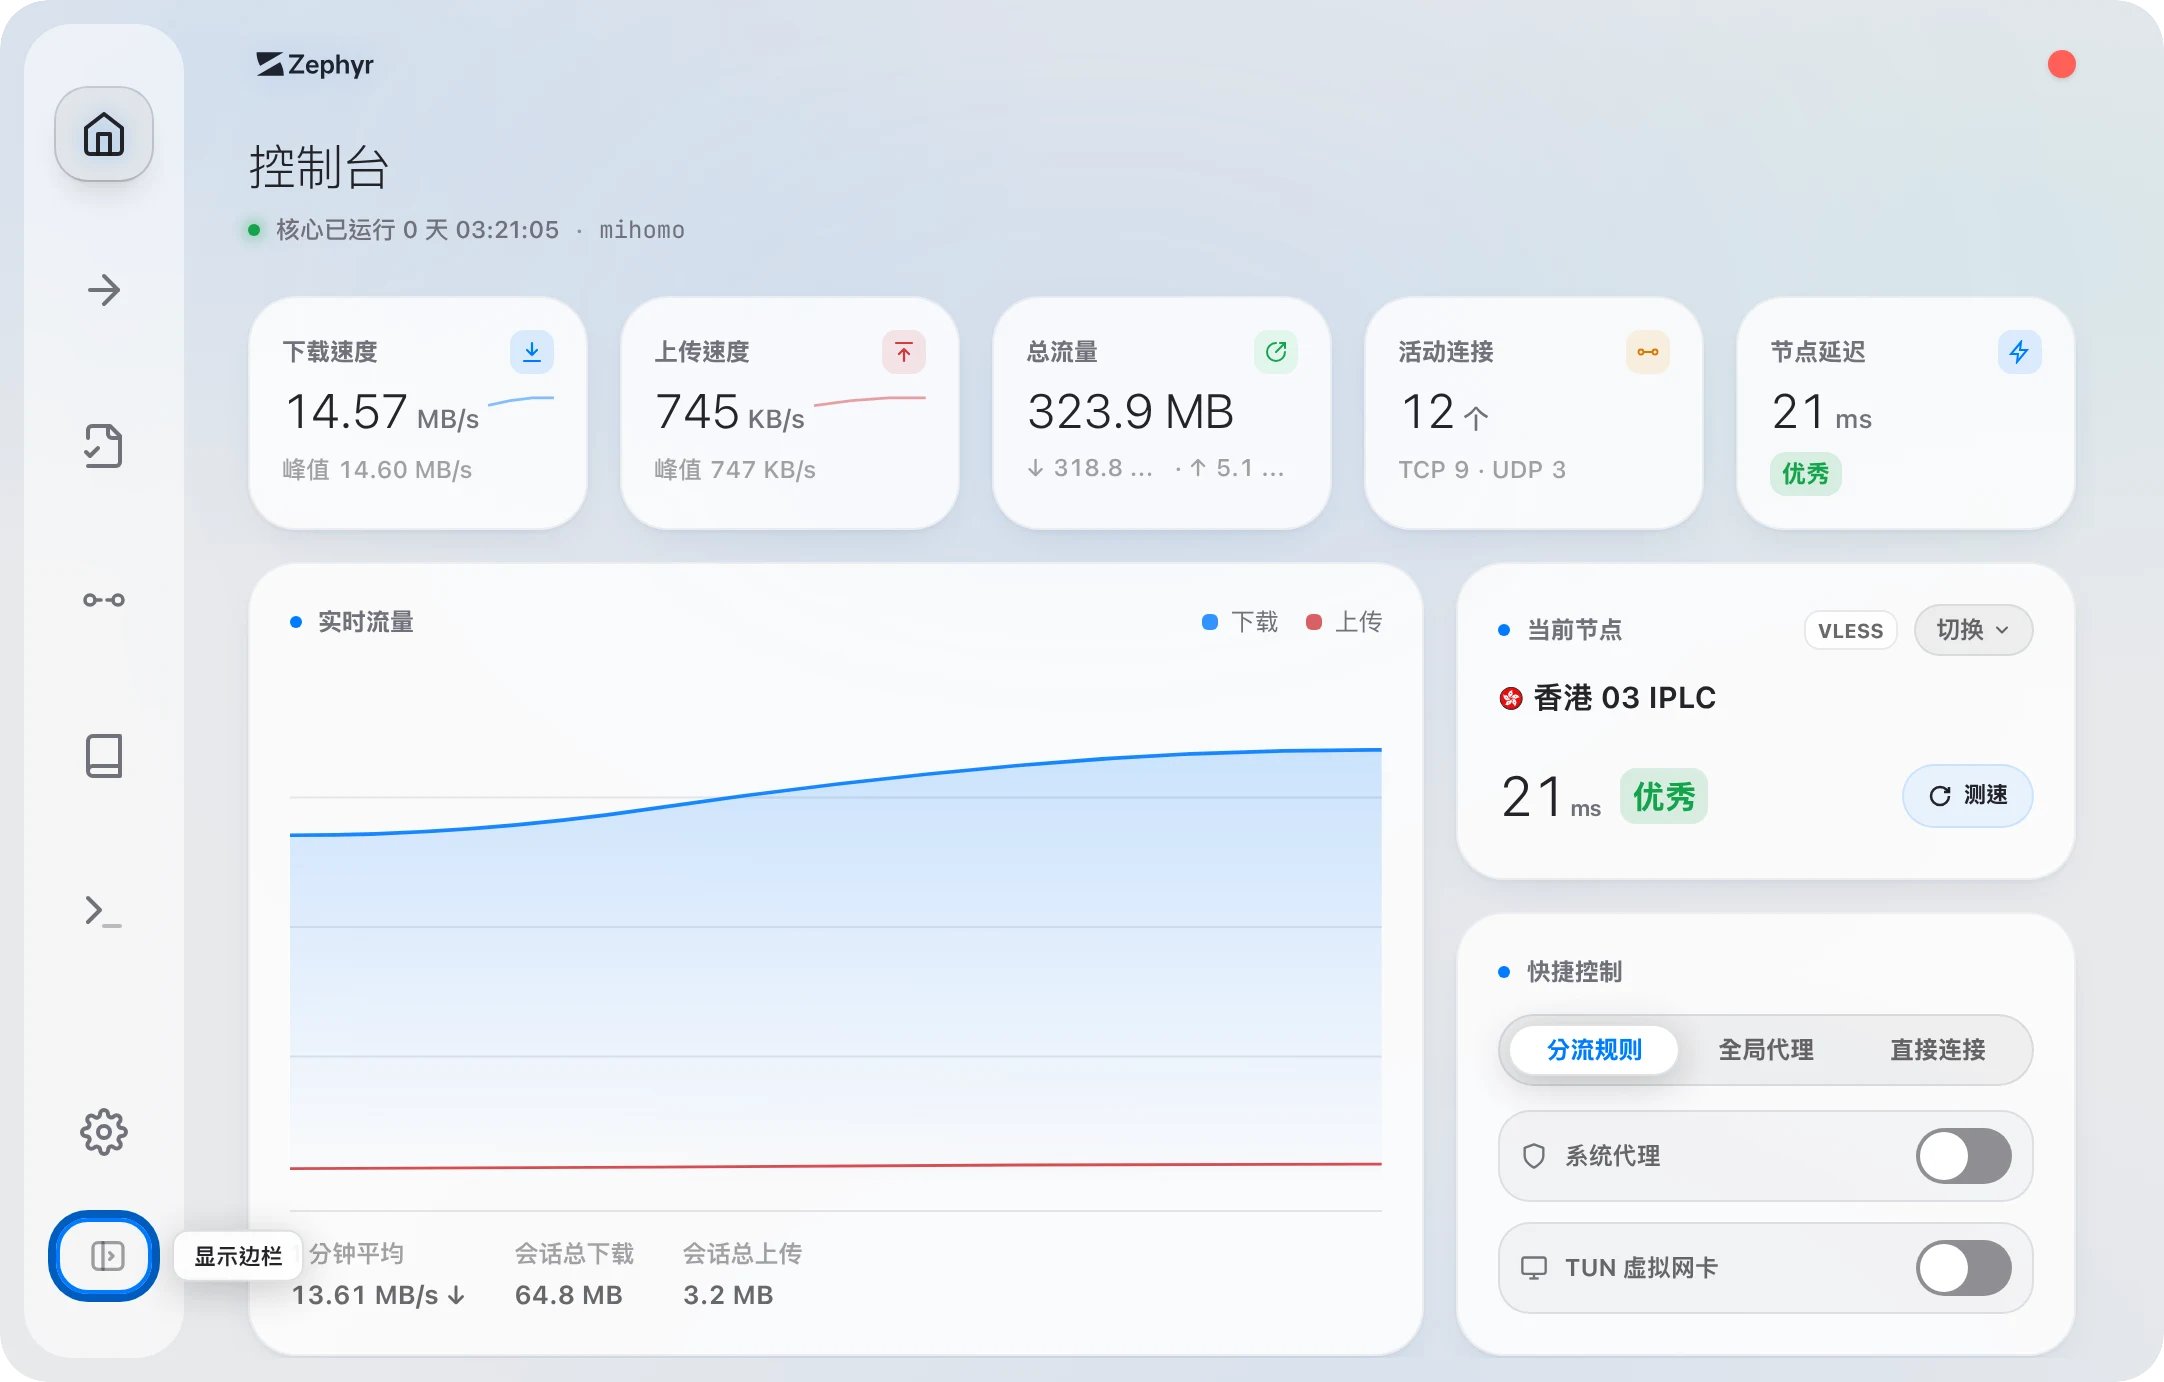 Zephyr
控制台
核心已运行 0 天 03:21:05 · mihomo
下载速度
14.57 MB/s
峰值 14.60 MB/s
上传速度
745 KB/s
峰值 747 KB/s
总流量
323.9 MB
↓ 318.8 ... · ↑ 5.1 ...
活动连接
12 个
TCP 9 · UDP 3
节点延迟
21 ms
优秀
实时流量
下载 上传
分钟平均
13.61 MB/s ↓
会话总下载
64.8 MB
会话总上传
3.2 MB
当前节点
VLESS
切换
香港 03 IPLC
21 ms 优秀
测速
快捷控制
分流规则 全局代理 直接连接
系统代理
TUN 虚拟网卡
显示边栏